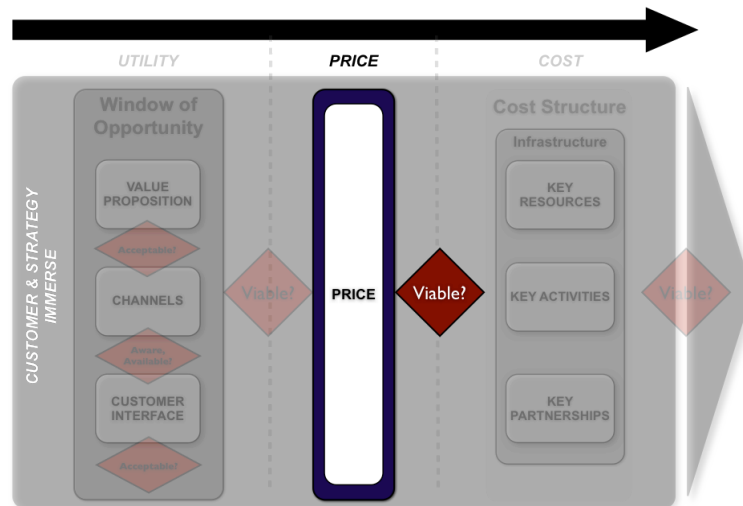 UTILITY
PRICE
COST
CUSTOMER & STRATEGY
IMMERSE
Window of
Opportunity
VALUE
PROPOSITION
Acceptable?
CHANNELS
Aware,
Available?
CUSTOMER
INTERFACE
Acceptable?
Viable?
PRICE
Viable?
Cost Structure
Infrastructure
KEY
RESOURCES
KEY ACTIVITIES
KEY
PARTNERSHIPS
Viable?